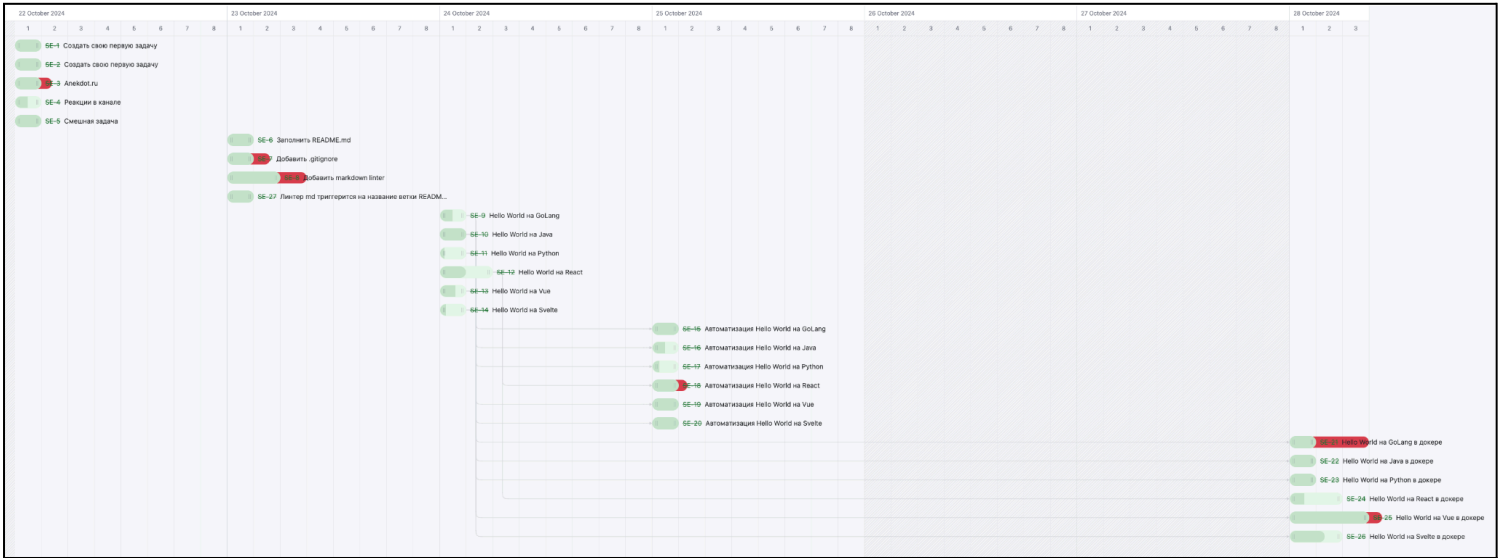 22 October 2024 23 October 2024 24 October 2024 25 October 2024 26 October 2024 27 October 2024 28 October 2024
1 2 3 4 5 6 7 8 1 2 3 4 5 6 7 8 1 2 3 4 5 6 7 8 1 2 3 4 5 6 7 8 1 2 3 4 5 6 7 8 1 2 3 4 5 6 7 8 1 2 3
SE-1 Создать свою первую задачу
SE-2 Создать свою первую задачу
SE-3 Anekdot.ru
SE-4 Реакции в канале
SE-5 Смешная задача
SE-6 Заполнить README.md
SE-7 Добавить .gitignore
SE-8 Добавить markdown linter
SE-27 Линтер md триггерится на название ветки READM...
SE-9 Hello World на GoLang
SE-10 Hello World на Java
SE-11 Hello World на Python
SE-12 Hello World на React
SE-13 Hello World на Vue
SE-14 Hello World на Svelte
SE-15 Автоматизация Hello World на GoLang
SE-16 Автоматизация Hello World на Java
SE-17 Автоматизация Hello World на Python
SE-18 Автоматизация Hello World на React
SE-19 Автоматизация Hello World на Vue
SE-20 Автоматизация Hello World на Svelte
SE-21 Hello World на GoLang в докере
SE-22 Hello World на Java в докере
SE-23 Hello World на Python в докере
SE-24 Hello World на React в докере
SE-25 Hello World на Vue в докере
SE-26 Hello World на Svelte в докере